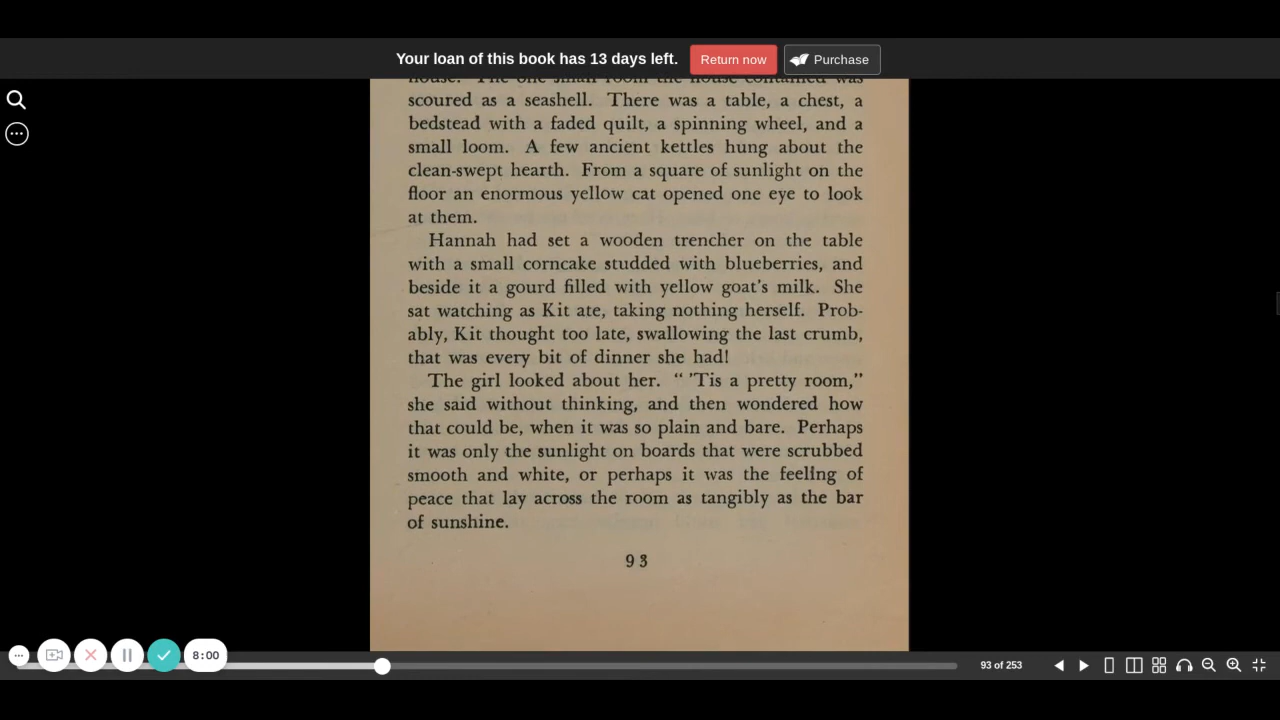 Your loan of this book has 13 days left. Return now Purchase
house. The one small room the house contained was
scoured as a seashell. There was a table, a chest, a
bedstead with a faded quilt, a spinning wheel, and a
small loom. A few ancient kettles hung about the
clean-swept hearth. From a square of sunlight on the
floor an enormous yellow cat opened one eye to look
at them.
Hannah had set a wooden trencher on the table
with a small corncake studded with blueberries, and
beside it a gourd filled with yellow goat's milk. She
sat watching as Kit ate, taking nothing herself. Prob-
ably, Kit thought too late, swallowing the last crumb,
that was every bit of dinner she had!
The girl looked about her. “ ’Tis a pretty room,”
she said without thinking, and then wondered how
that could be, when it was so plain and bare. Perhaps
it was only the sunlight on boards that were scrubbed
smooth and white, or perhaps it was the feeling of
peace that lay across the room as tangibly as the bar
of sunshine.
93
8:00
93 of 253